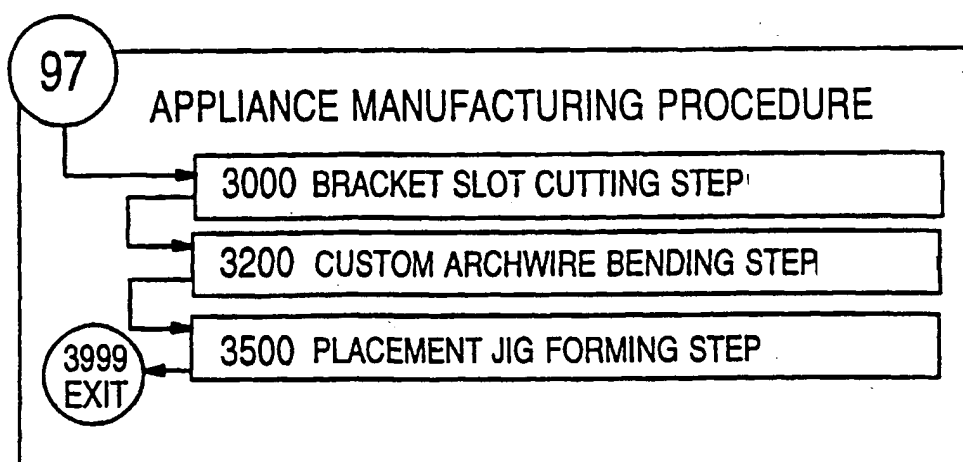 97
APPLIANCE MANUFACTURING PROCEDURE
3000 BRACKET SLOT CUTTING STEP
3200 CUSTOM ARCHWIRE BENDING STEP
3500 PLACEMENT JIG FORMING STEP
3999
EXIT